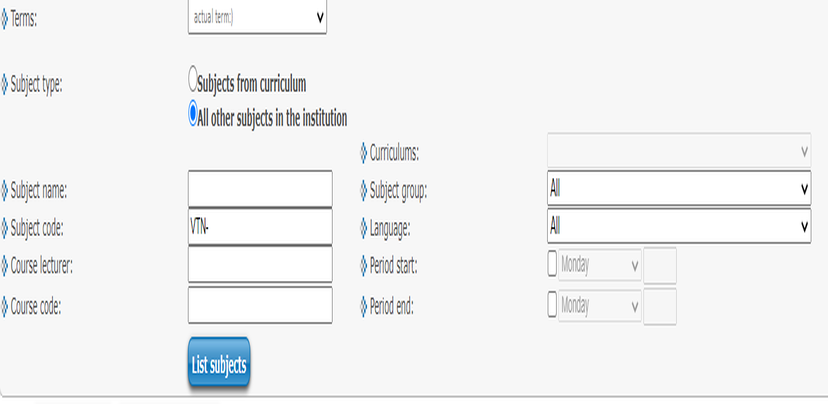 Terms: actual term:)
Subject type: Subjects from curriculum
All other subjects in the institution
Curriculums:
Subject name: Subject group: All
Subject code: VTN- Language: All
Course lecturer: Period start: Monday
Course code: Period end: Monday
List subjects